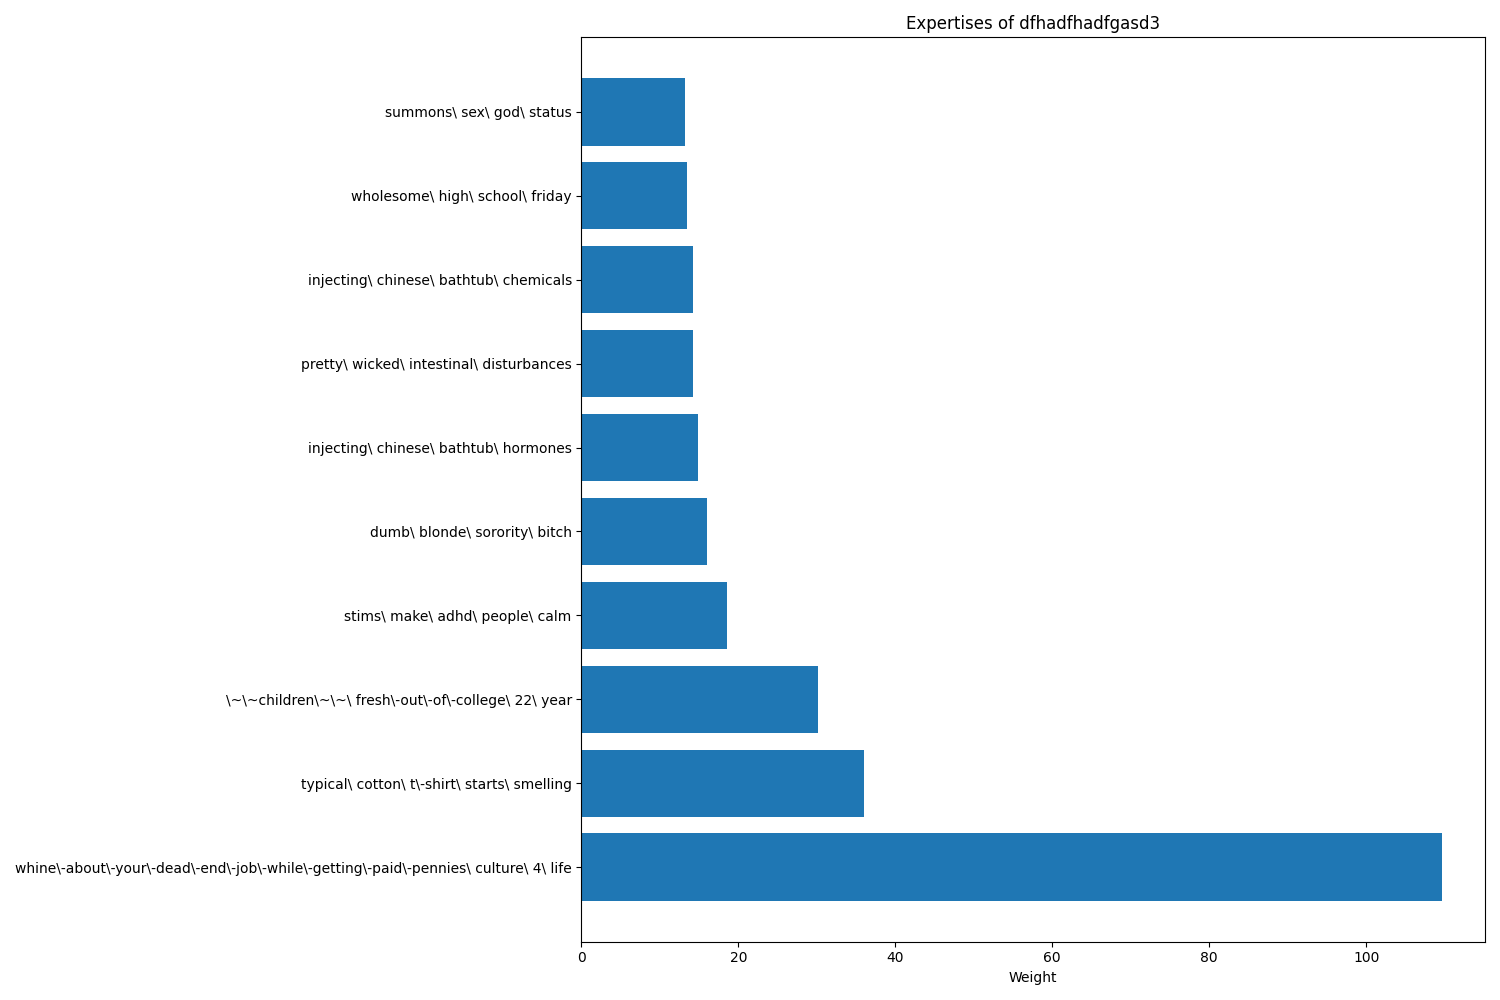 Expertises of dfhadfhadfgasd3
summons\ sex\ god\ status
wholesome\ high\ school\ friday
injecting\ chinese\ bathtub\ chemicals
pretty\ wicked\ intestinal\ disturbances
injecting\ chinese\ bathtub\ hormones
dumb\ blonde\ sorority\ bitch
stims\ make\ adhd\ people\ calm
\~\~children\~\~\ fresh\-out\-of\-college\ 22\ year
typical\ cotton\ t\-shirt\ starts\ smelling
whine\-about\-your\-dead\-end\-job\-while\-getting\-paid\-pennies\ culture\ 4\ life
0 20 40 60 80 100
Weight